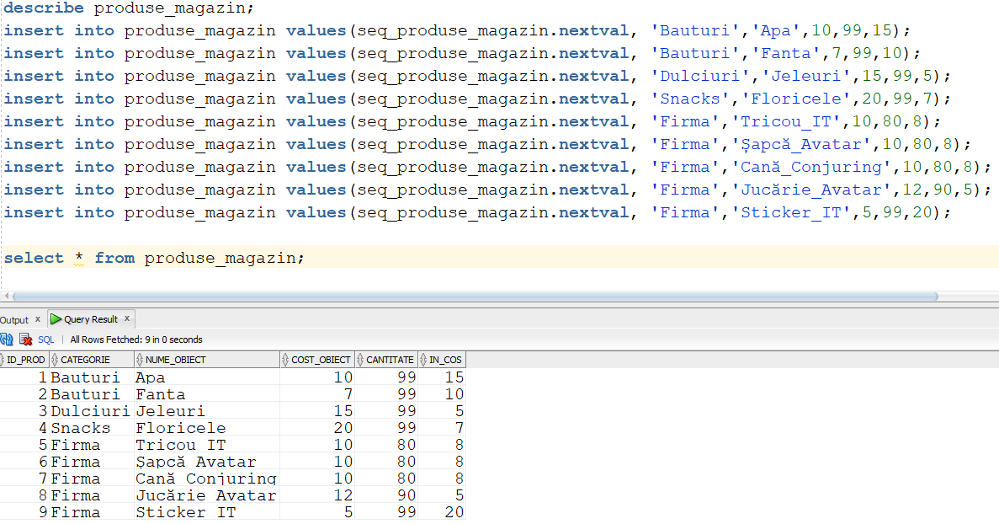 describe produse_magazin;
insert into produse_magazin values(seq_produse_magazin.nextval, 'Bauturi','Apa',10,99,15);
insert into produse_magazin values(seq_produse_magazin.nextval, 'Bauturi','Fanta',7,99,10);
insert into produse_magazin values(seq_produse_magazin.nextval, 'Dulciuri','Jeleuri',15,99,5);
insert into produse_magazin values(seq_produse_magazin.nextval, 'Snacks','Floricele',20,99,7);
insert into produse_magazin values(seq_produse_magazin.nextval, 'Firma','Tricou_IT',10,80,8);
insert into produse_magazin values(seq_produse_magazin.nextval, 'Firma','Șapcă_Avatar',10,80,8);
insert into produse_magazin values(seq_produse_magazin.nextval, 'Firma','Cană_Conjuring',10,80,8);
insert into produse_magazin values(seq_produse_magazin.nextval, 'Firma','Jucărie_Avatar',12,90,5);
insert into produse_magazin values(seq_produse_magazin.nextval, 'Firma','Sticker_IT',5,99,20);
select * from produse_magazin;
Output x Query Result x
SQL | All Rows Fetched: 9 in 0 seconds
ID_PROD CATEGORIE NUME_OBIECT COST_OBIECT CANTITATE IN_COS
1 Bauturi Apa 10 99 15
2 Bauturi Fanta 7 99 10
3 Dulciuri Jeleuri 15 99 5
4 Snacks Floricele 20 99 7
5 Firma Tricou IT 10 80 8
6 Firma Șapcă Avatar 10 80 8
7 Firma Cană Conjuring 10 80 8
8 Firma Jucărie Avatar 12 90 5
9 Firma Sticker IT 5 99 20